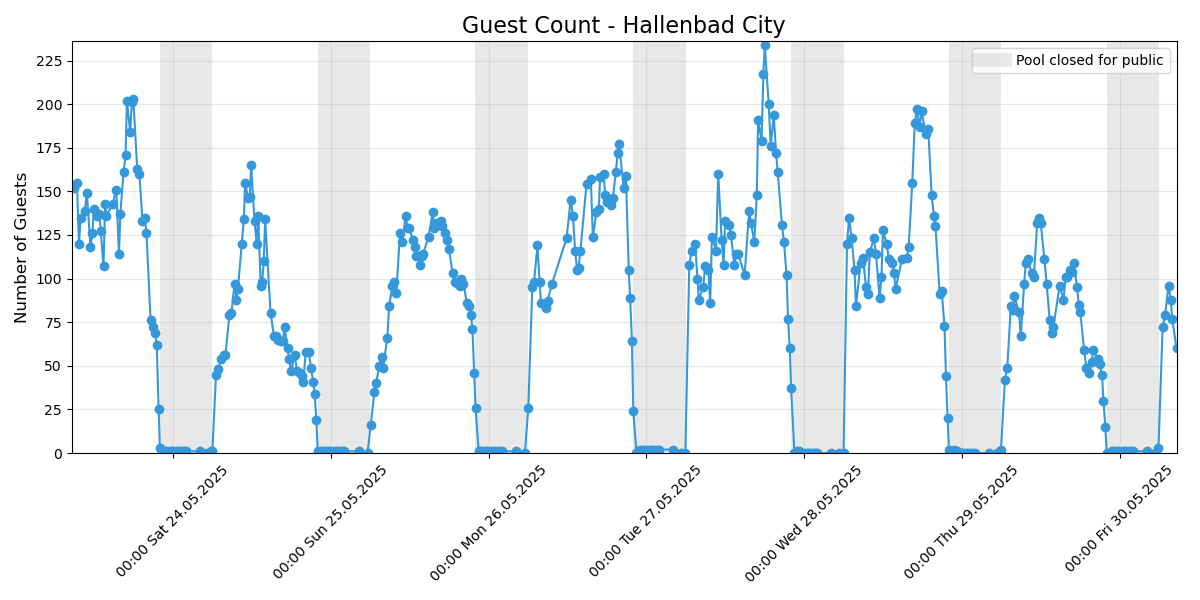 Guest Count - Hallenbad City
Pool closed for public
Number of Guests
225
200
175
150
125
100
75
50
25
0
00:00 Sat 24.05.2025
00:00 Sun 25.05.2025
00:00 Mon 26.05.2025
00:00 Tue 27.05.2025
00:00 Wed 28.05.2025
00:00 Thu 29.05.2025
00:00 Fri 30.05.2025